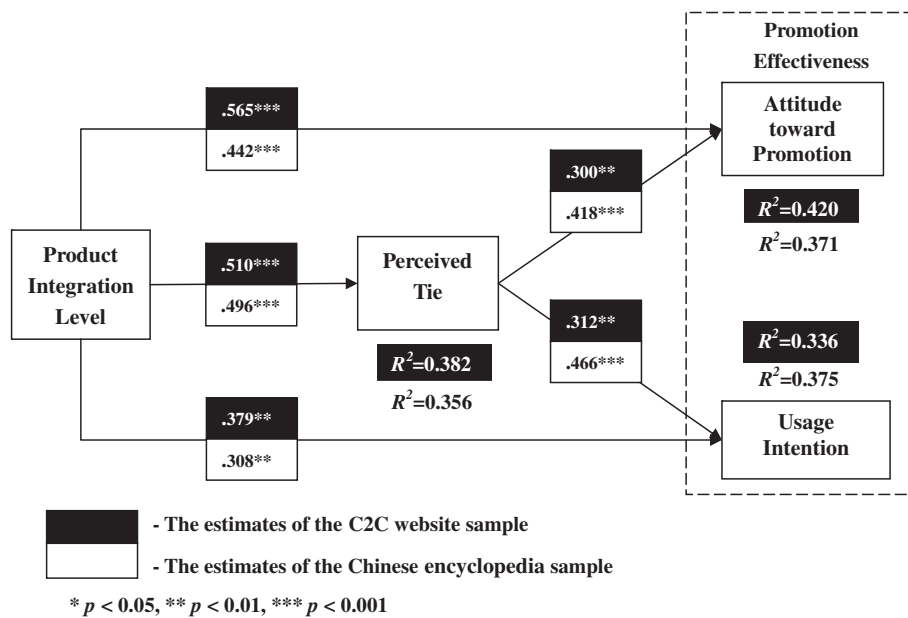 Promotion
Effectiveness
Attitude
toward
Promotion
.565***
.442***
.300**
.418***
R²=0.420
R²=0.371
Product
Integration
Level
.510***
.496***
Perceived
Tie
R²=0.382
R²=0.356
.312**
.466***
R²=0.336
R²=0.375
.379**
.308**
Usage
Intention
- The estimates of the C2C website sample
- The estimates of the Chinese encyclopedia sample
* p < 0.05, ** p < 0.01, *** p < 0.001